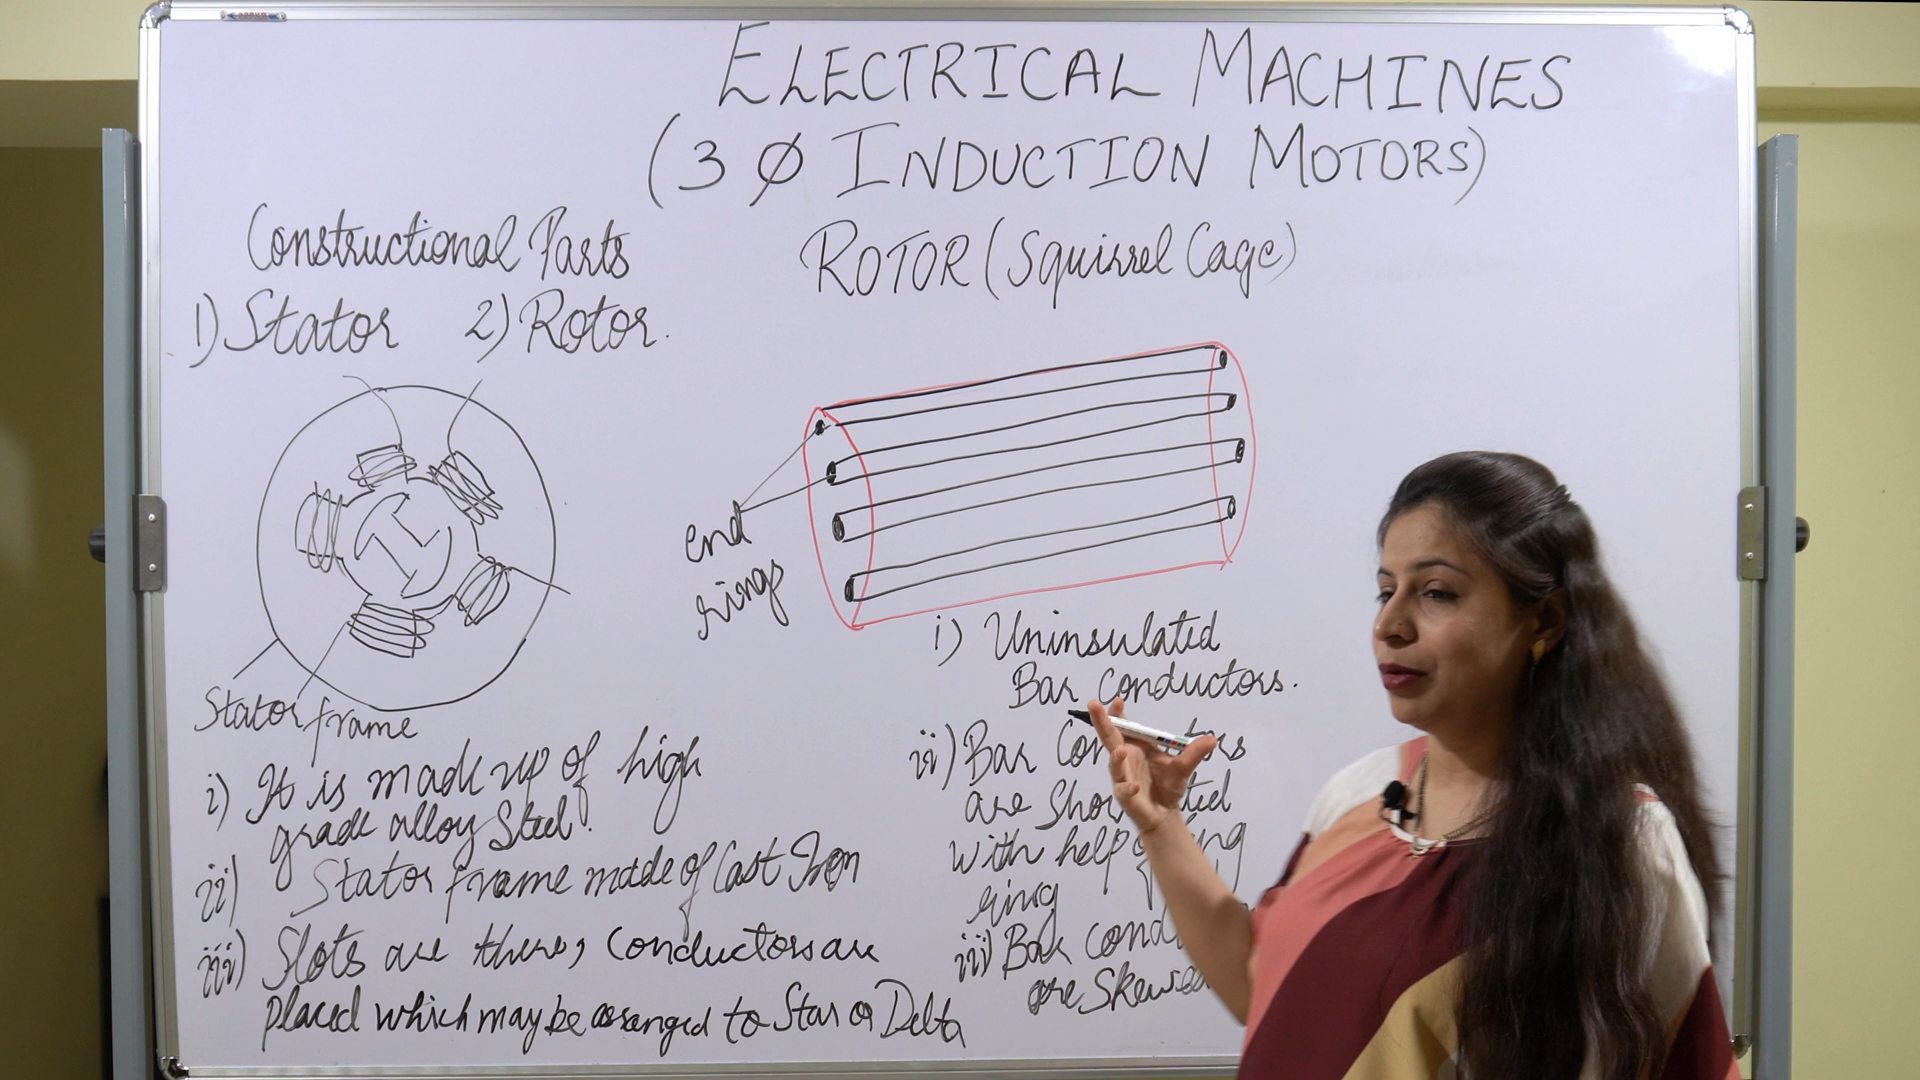 ELECTRICAL MACHINES
(3 Ø INDUCTION MOTORS)
Constructional Parts
1) Stator 2) Rotor.
Stator frame
i) It is made up of high
grade alloy Steel.
ii) Stator frame made of Cast Iron
iii) Slots are there, Conductors are
placed which may be arranged to Star or Delta
ROTOR (Squirrel Cage)
end
rings
i) Uninsulated
Bar Conductors.
ii) Bar
are
with help
ring
iii) Bar
are Skewed